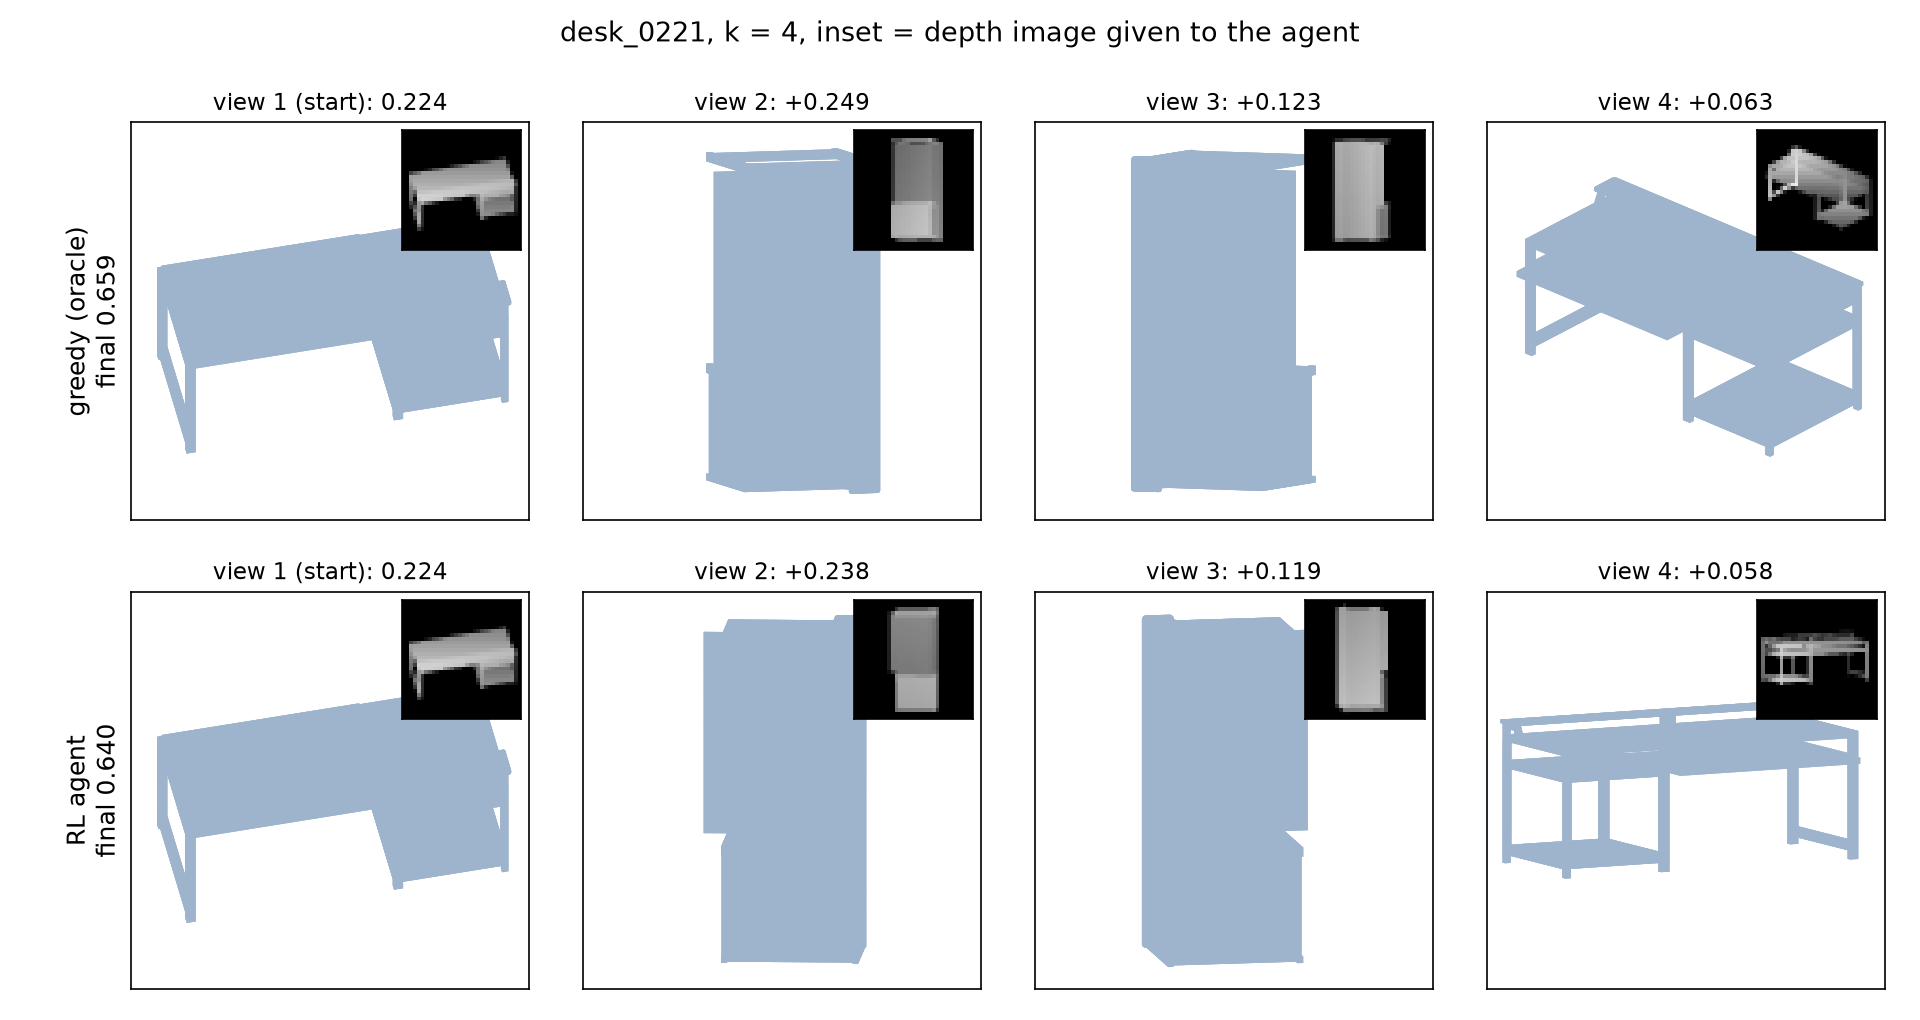 desk_0221, k = 4, inset = depth image given to the agent
greedy (oracle)
final 0.659
view 1 (start): 0.224
view 2: +0.249
view 3: +0.123
view 4: +0.063
RL agent
final 0.640
view 1 (start): 0.224
view 2: +0.238
view 3: +0.119
view 4: +0.058